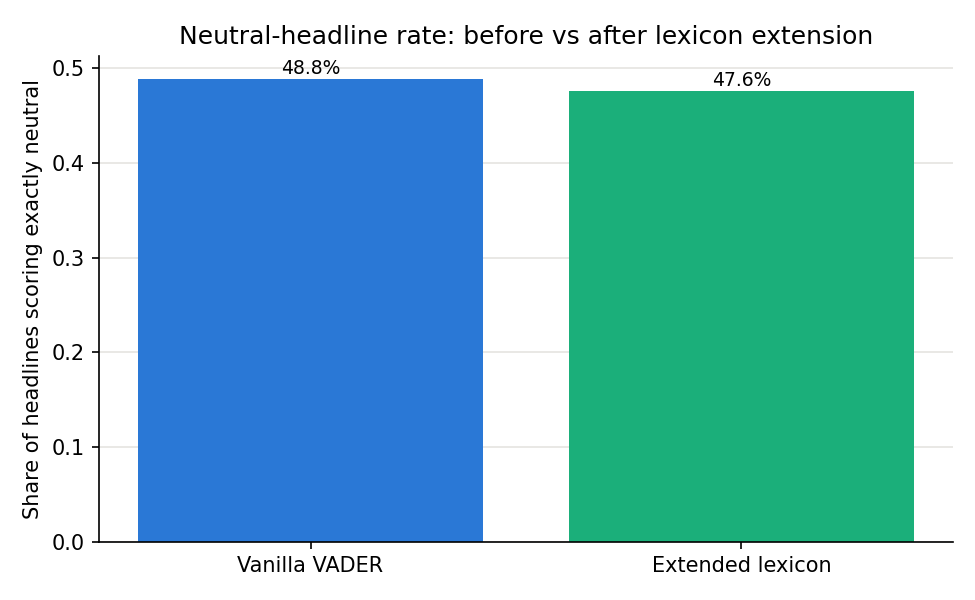 Neutral-headline rate: before vs after lexicon extension
Share of headlines scoring exactly neutral
0.5
0.4
0.3
0.2
0.1
0.0
48.8%
47.6%
Vanilla VADER
Extended lexicon